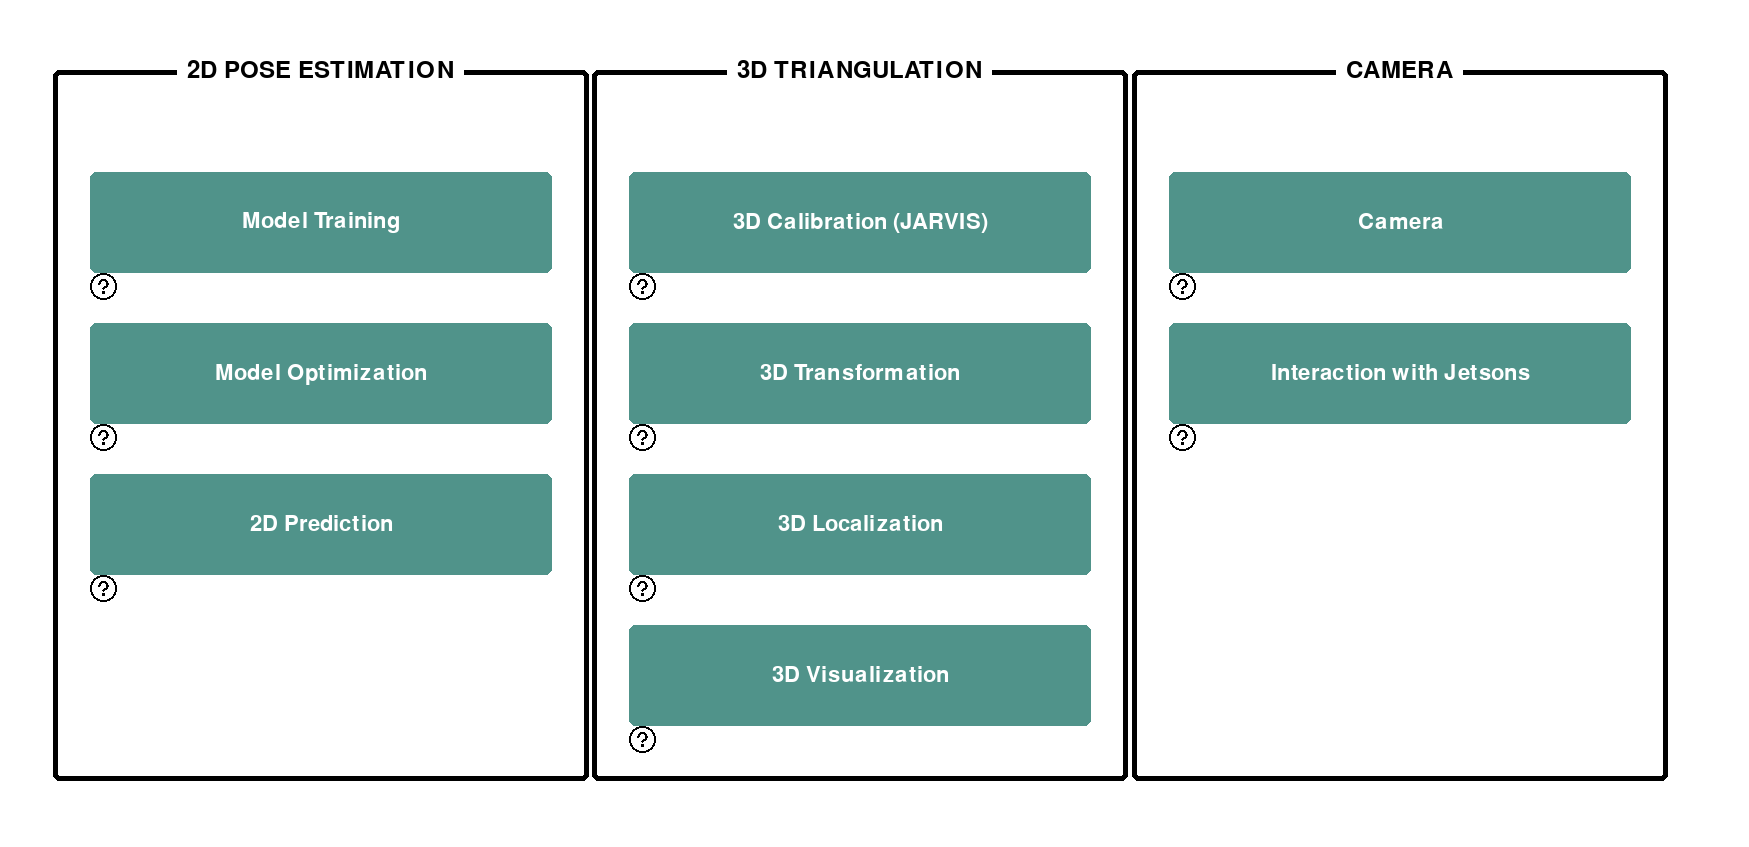 2D POSE ESTIMATION
Model Training
?
Model Optimization
?
2D Prediction
?
3D TRIANGULATION
3D Calibration (JARVIS)
?
3D Transformation
?
3D Localization
?
3D Visualization
?
CAMERA
Camera
?
Interaction with Jetsons
?